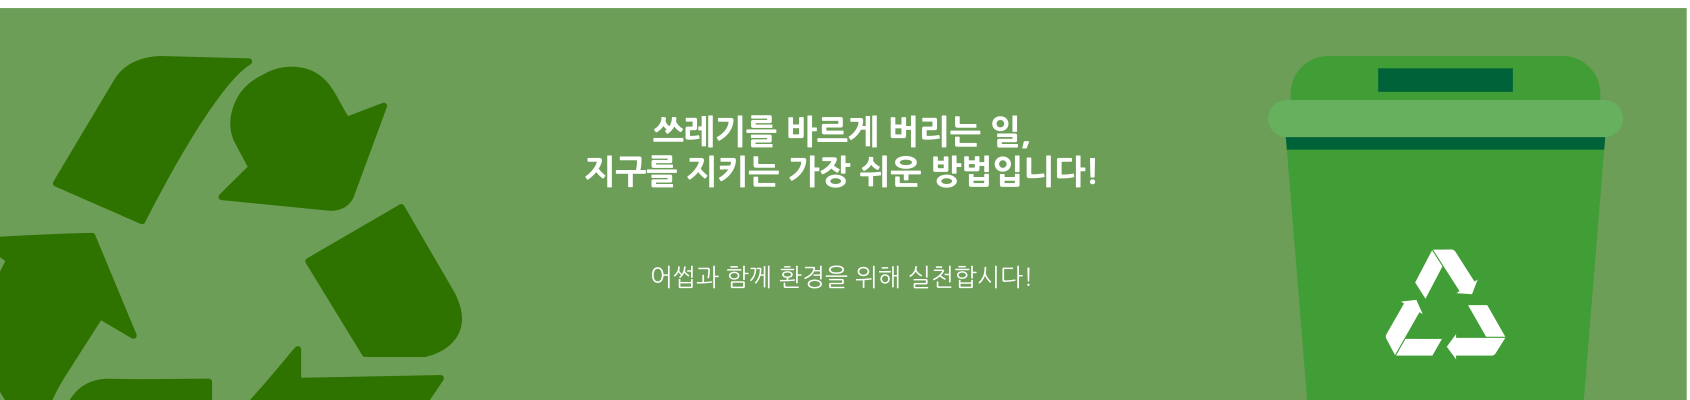 쓰레기를 바르게 버리는 일,
지구를 지키는 가장 쉬운 방법입니다!
어썹과 함께 환경을 위해 실천합시다!